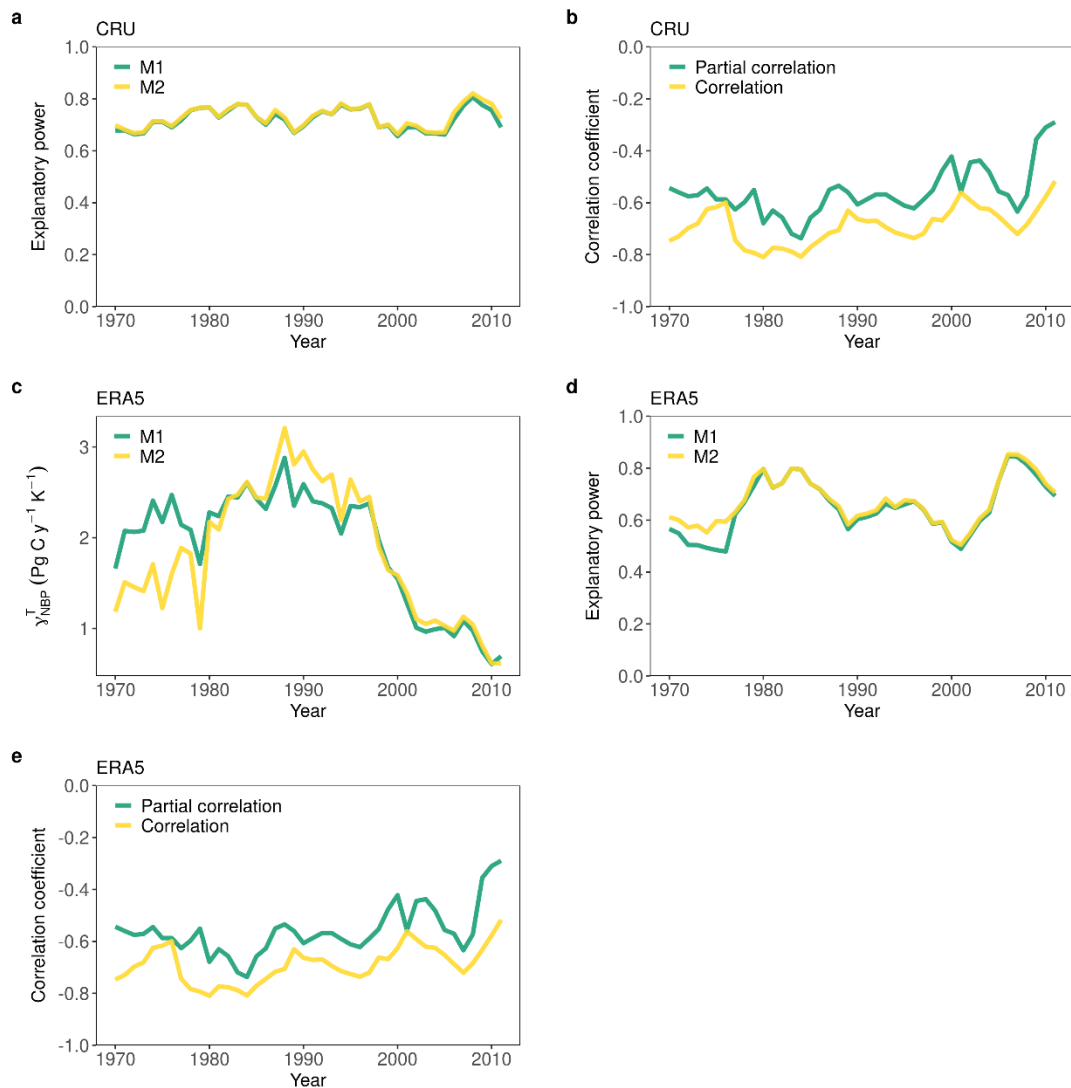 a
CRU
M1
M2
Explanatory power
1.0
0.8
0.6
0.4
0.2
0.0
1970 1980 1990 2000 2010
Year
b
CRU
Partial correlation
Correlation
Correlation coefficient
0.0
-0.2
-0.4
-0.6
-0.8
-1.0
1970 1980 1990 2000 2010
Year
c
ERA5
M1
M2
γᵀNBP (Pg C y⁻¹ K⁻¹)
3
2
1
1970 1980 1990 2000 2010
Year
d
ERA5
M1
M2
Explanatory power
1.0
0.8
0.6
0.4
0.2
0.0
1970 1980 1990 2000 2010
Year
e
ERA5
Partial correlation
Correlation
Correlation coefficient
0.0
-0.2
-0.4
-0.6
-0.8
-1.0
1970 1980 1990 2000 2010
Year